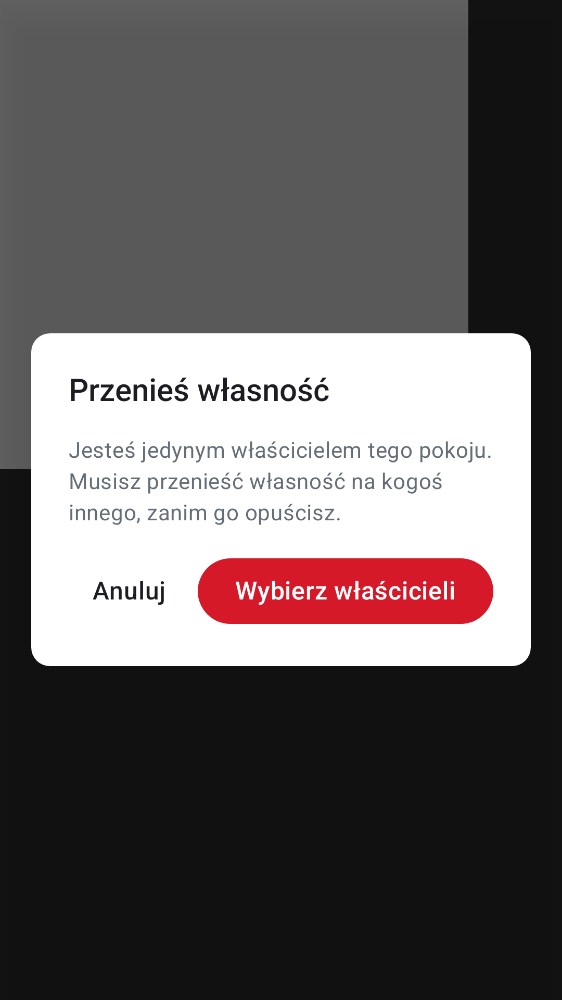 Przenieś własność
Jesteś jedynym właścicielem tego pokoju.
Musisz przenieść własność na kogoś
innego, zanim go opuścisz.
Anuluj
Wybierz właścicieli